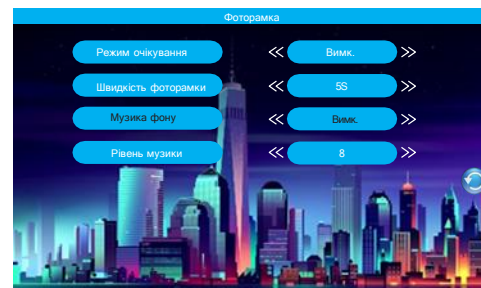 Фоторамка
Режим очікування
Вимк.
Швидкість фоторамки
5S
Музика фону
Вимк.
Рівень музики
8